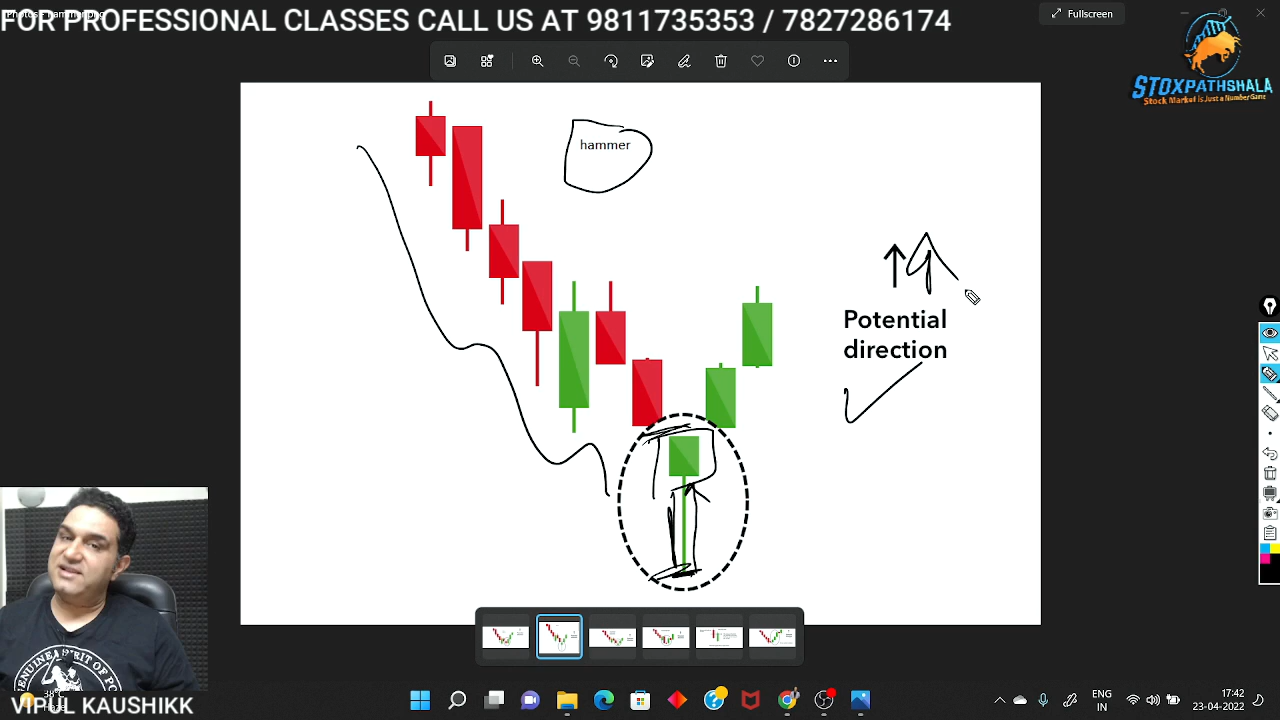 FOR PROFESSIONAL CLASSES CALL US AT 9811735353 / 7827286174
Fullscreen
STOXPATHSHALA
Stock Market is Just a Number Game
hammer
Potential
direction
VIPUL KAUSHIKK
ENG
IN
17:42
23-04-2022